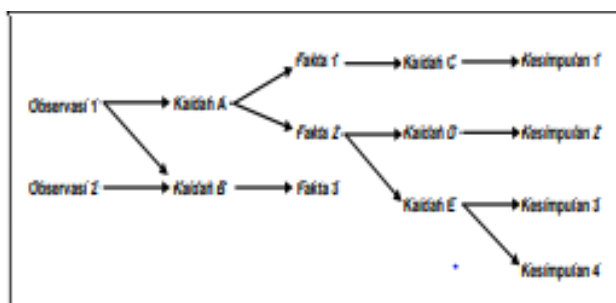 Fakta 1 Kaidah C Kesimpulan 1
Observasi 1 Kaidah A
Fakta 2 Kaidah D Kesimpulan 2
Observasi 2 Kaidah B Fakta 3
Kaidah E Kesimpulan 3
Kesimpulan 4